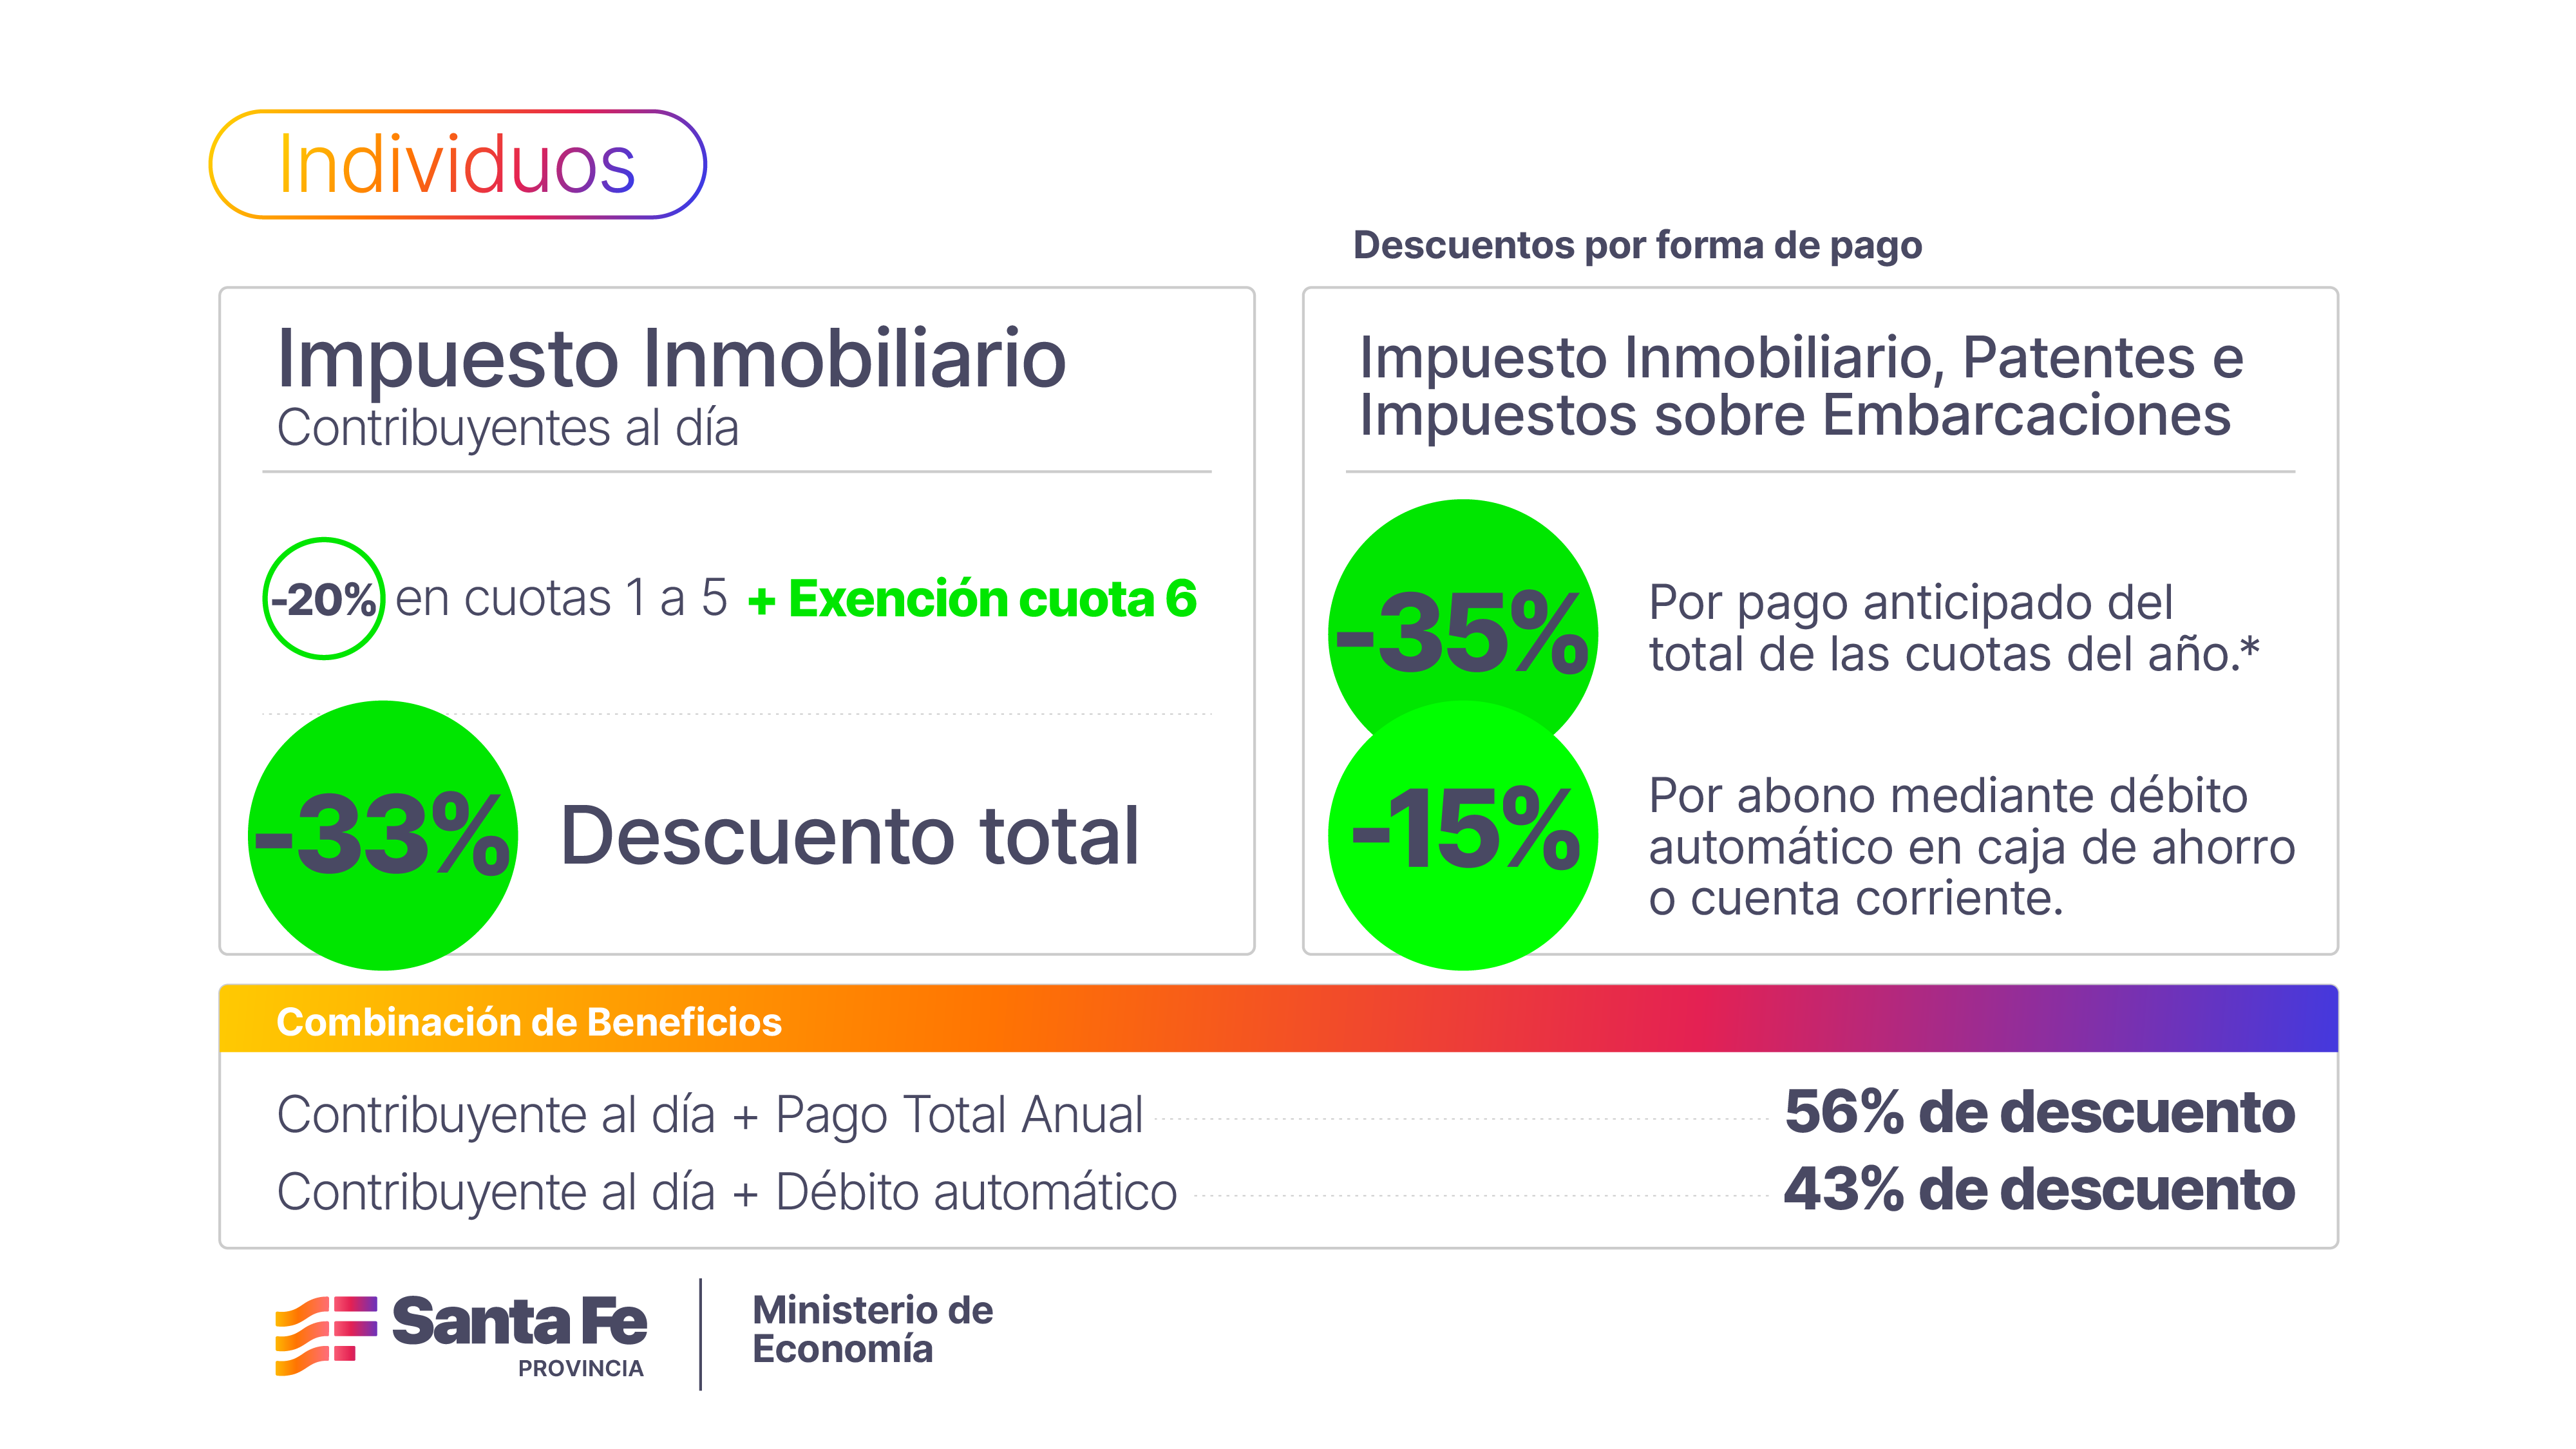 Individuos
Impuesto Inmobiliario
Contribuyentes al día
-20% en cuotas 1 a 5 + Exención cuota 6
-33% Descuento total
Descuentos por forma de pago
Impuesto Inmobiliario, Patentes e
Impuestos sobre Embarcaciones
-35%
Por pago anticipado del
total de las cuotas del año.*
-15%
Por abono mediante débito
automático en caja de ahorro
o cuenta corriente.
Combinación de Beneficios
Contribuyente al día + Pago Total Anual 56% de descuento
Contribuyente al día + Débito automático 43% de descuento
Santa Fe
PROVINCIA
Ministerio de
Economía